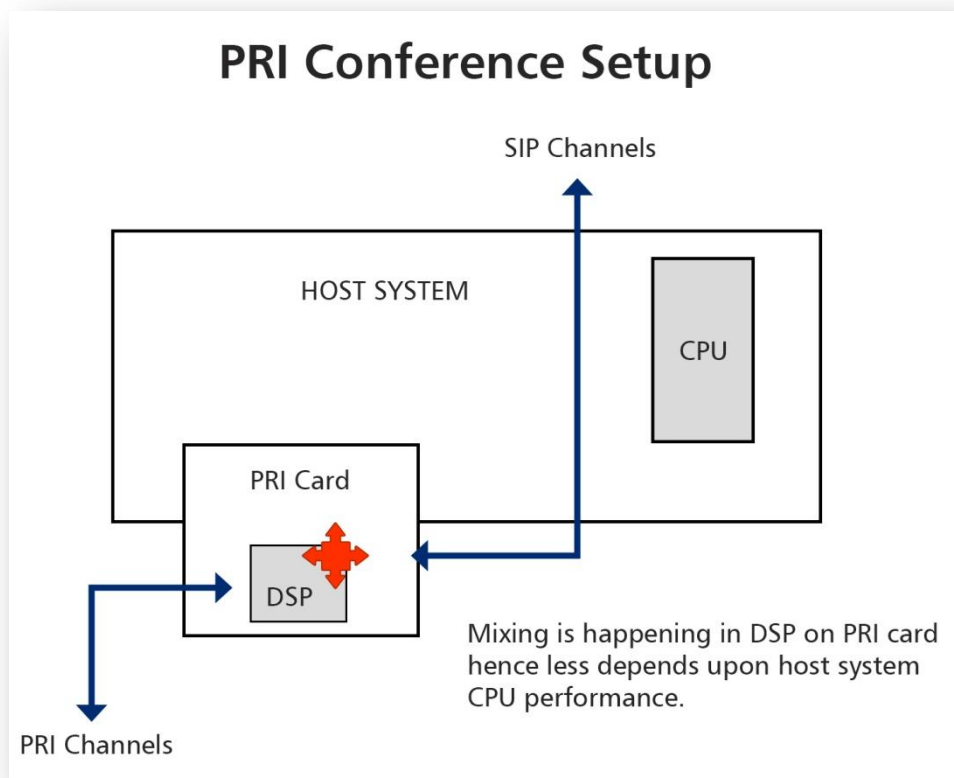 PRI Conference Setup
SIP Channels
HOST SYSTEM
CPU
PRI Card
DSP
Mixing is happening in DSP on PRI card
hence less depends upon host system
CPU performance.
PRI Channels